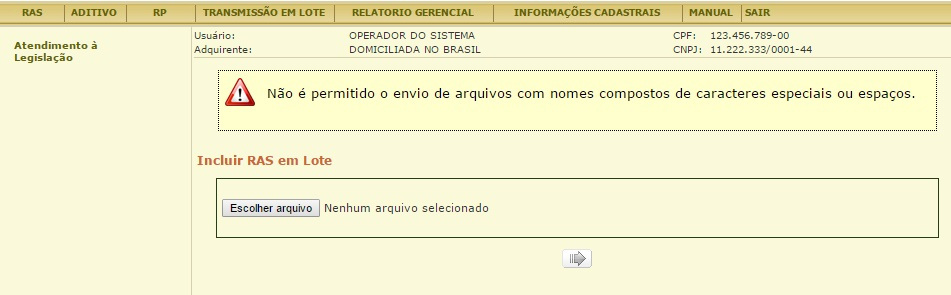 RAS ADITIVO RP TRANSMISSÃO EM LOTE RELATORIO GERENCIAL INFORMAÇÕES CADASTRAIS MANUAL SAIR
Atendimento à
Legislação
Usuário: OPERADOR DO SISTEMA CPF: 123.456.789-00
Adquirente: DOMICILIADA NO BRASIL CNPJ: 11.222.333/0001-44
Não é permitido o envio de arquivos com nomes compostos de caracteres especiais ou espaços.
Incluir RAS em Lote
Escolher arquivo Nenhum arquivo selecionado